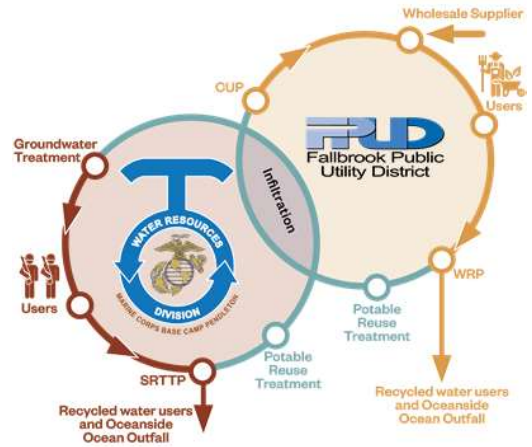 Wholesale Supplier
CUP
Users
FPUD
Fallbrook Public
Utility District
Groundwater
Treatment
Infiltration
WATER RESOURCES
DIVISION
MARINE CORPS BASE CAMP PENDLETON
WRP
Users
Potable
Reuse
Treatment
Potable
Reuse
Treatment
SRTTP
Recycled water users
and Oceanside
Ocean Outfall
Recycled water users
and Oceanside
Ocean Outfall